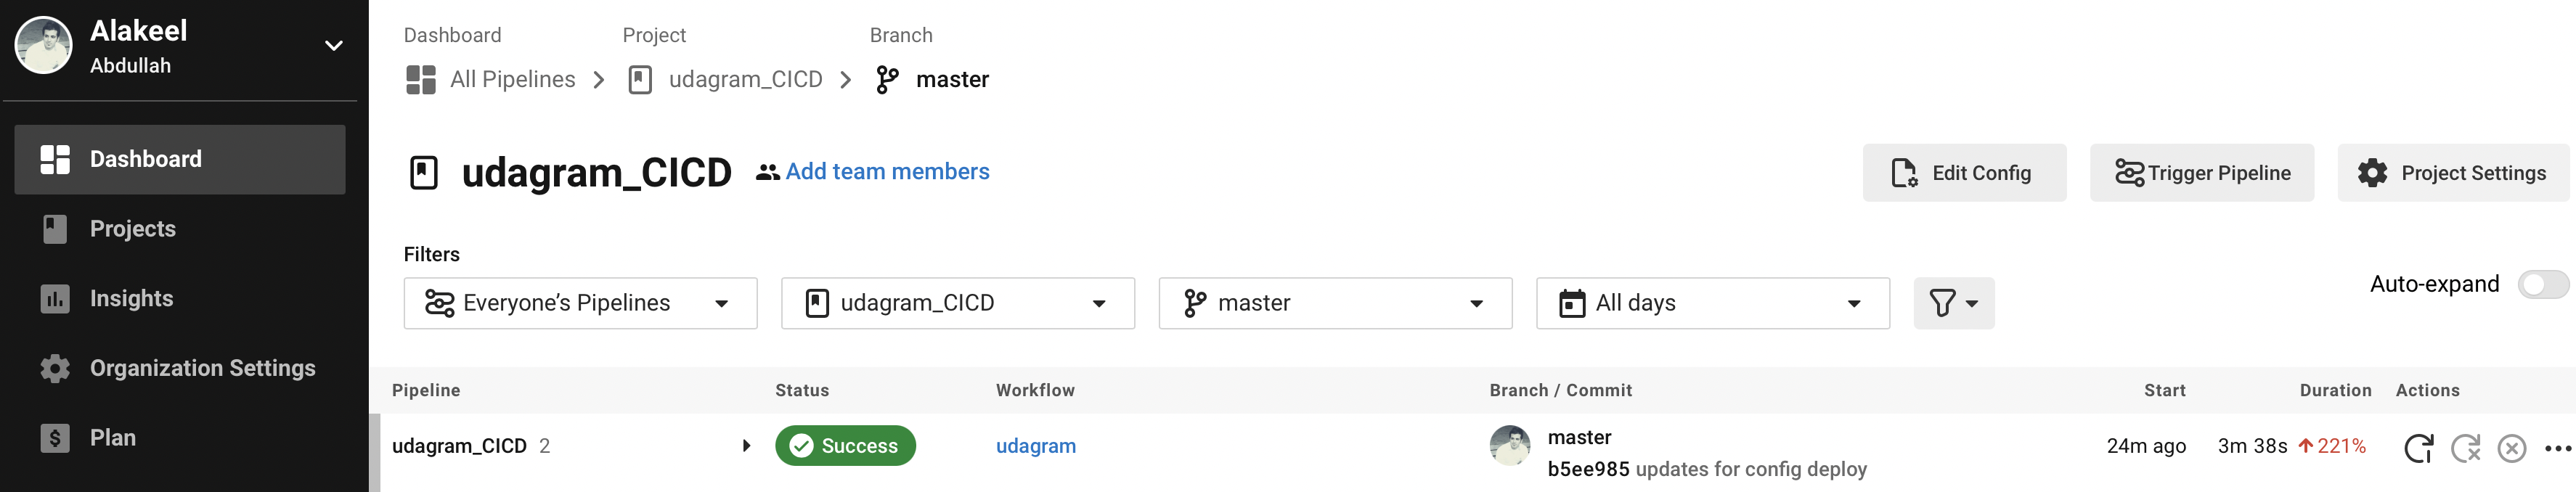 Alakeel
Abdullah
Dashboard
Projects
Insights
Organization Settings
Plan
Dashboard Project Branch
All Pipelines udagram_CICD master
udagram_CICD Add team members
Edit Config Trigger Pipeline Project Settings
Filters
Everyone’s Pipelines udagram_CICD master All days
Auto-expand
Pipeline Status Workflow Branch / Commit Start Duration Actions
udagram_CICD 2 Success udagram master 24m ago 3m 38s 221%
b5ee985 updates for config deploy